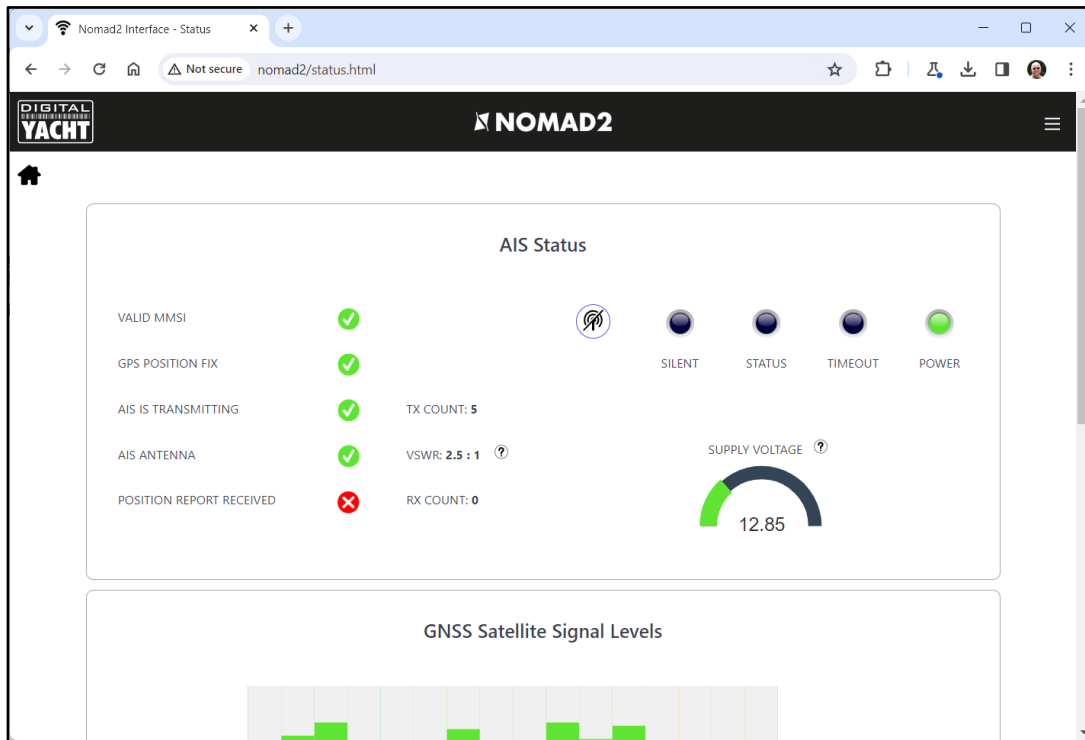 Nomad2 Interface - Status
Not secure nomad2/status.html
DIGITAL
YACHT
NOMAD2
AIS Status
VALID MMSI
GPS POSITION FIX
SILENT STATUS TIMEOUT POWER
AIS IS TRANSMITTING TX COUNT: 5
AIS ANTENNA VSWR: 2.5 : 1 ?
SUPPLY VOLTAGE ?
POSITION REPORT RECEIVED RX COUNT: 0
12.85
GNSS Satellite Signal Levels